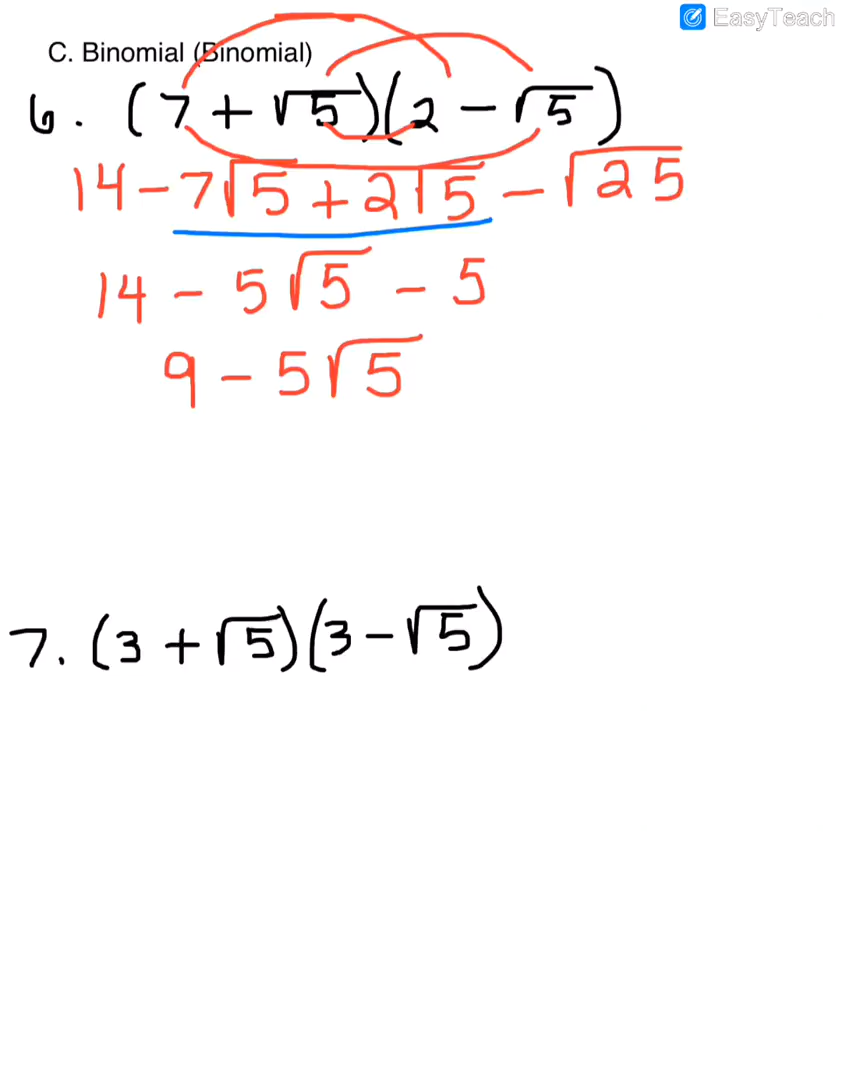 EasyTeach
C. Binomial (Binomial)
6. (7 + √5)(2 - √5)
14 - 7√5 + 2√5 - √25
14 - 5√5 - 5
9 - 5√5
7. (3 + √5)(3 - √5)